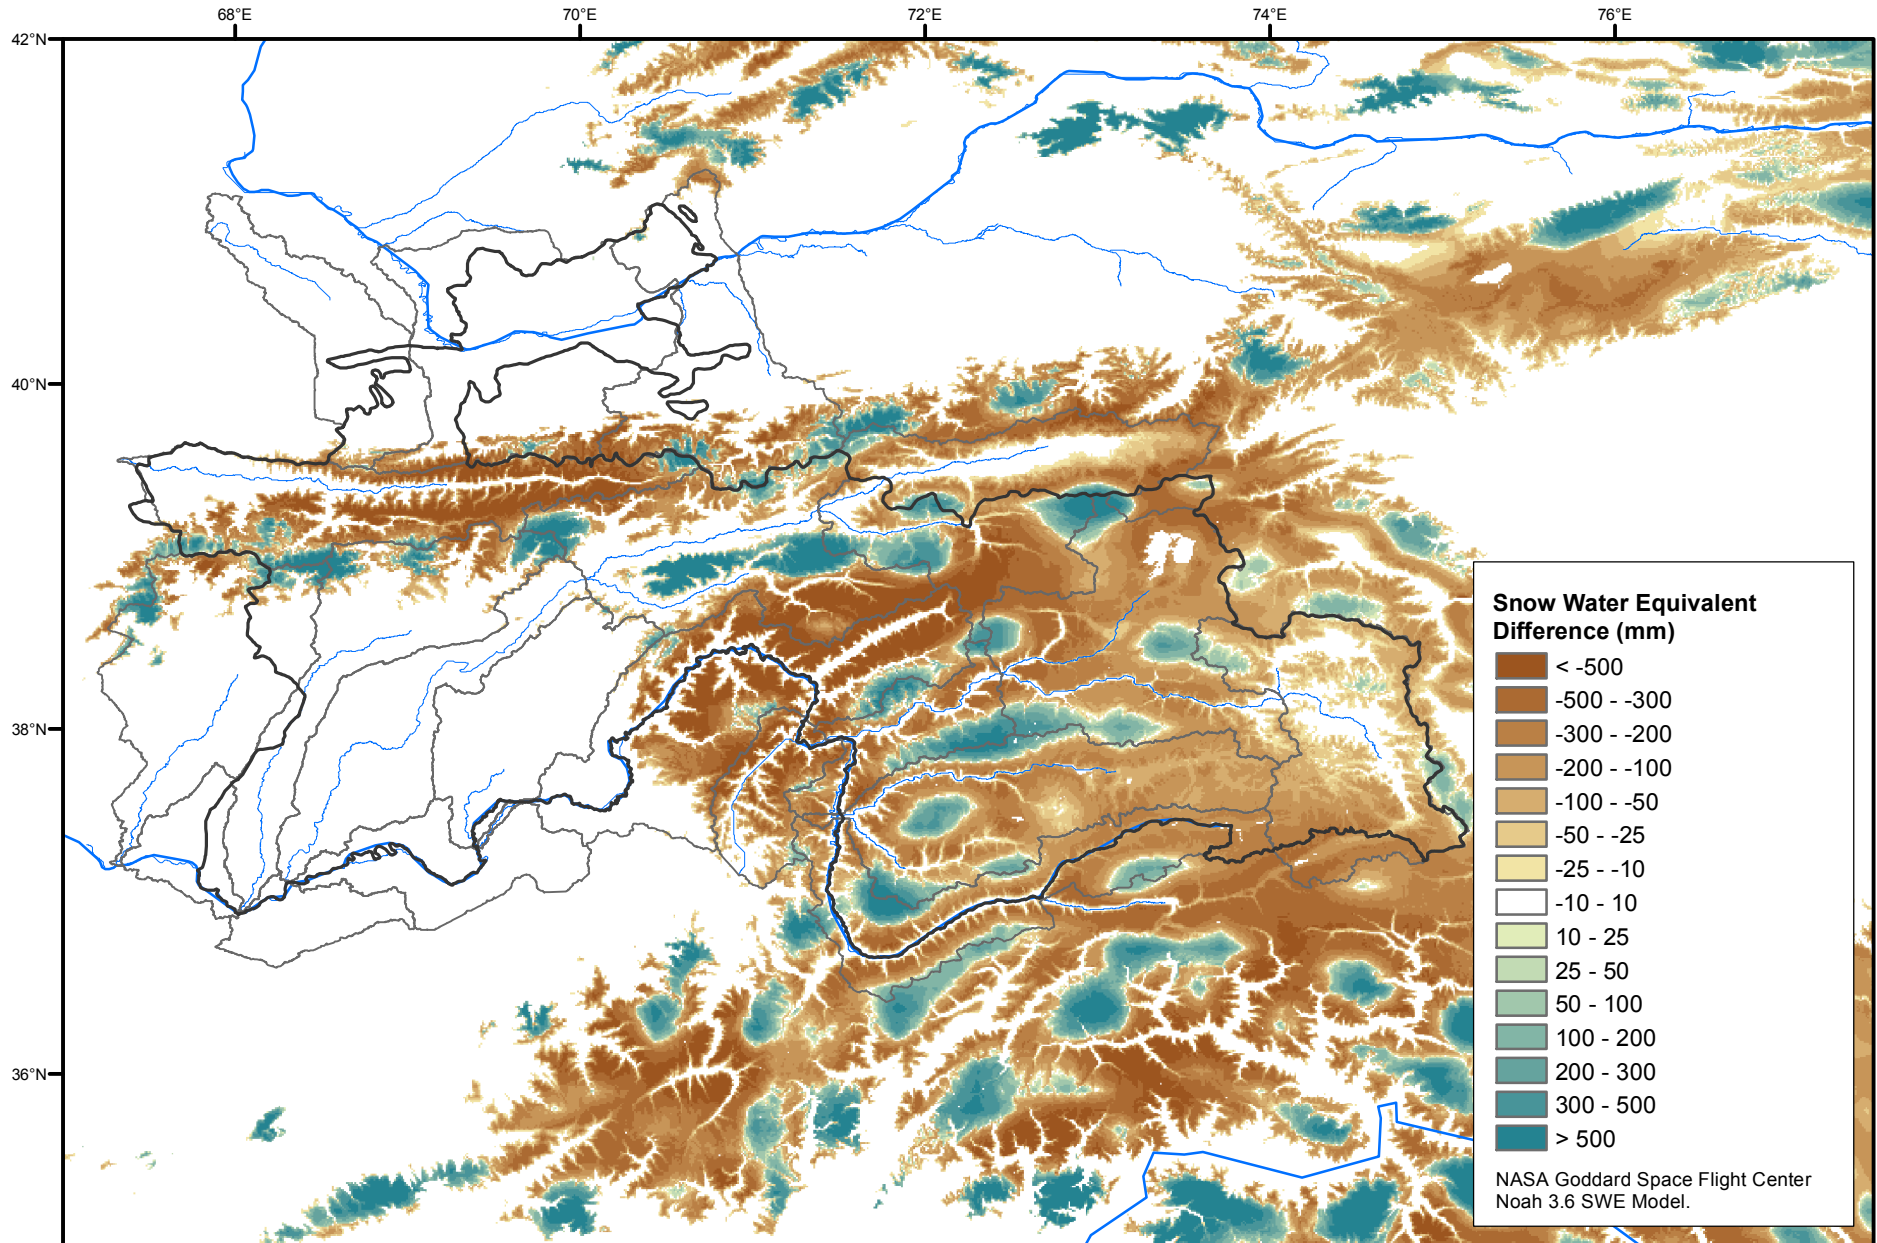 68°E 70°E 72°E 74°E 76°E
42°N
40°N
38°N
36°N
Snow Water Equivalent
Difference (mm)
< -500
-500 - -300
-300 - -200
-200 - -100
-100 - -50
-50 - -25
-25 - -10
-10 - 10
10 - 25
25 - 50
50 - 100
100 - 200
200 - 300
300 - 500
> 500
NASA Goddard Space Flight Center
Noah 3.6 SWE Model.